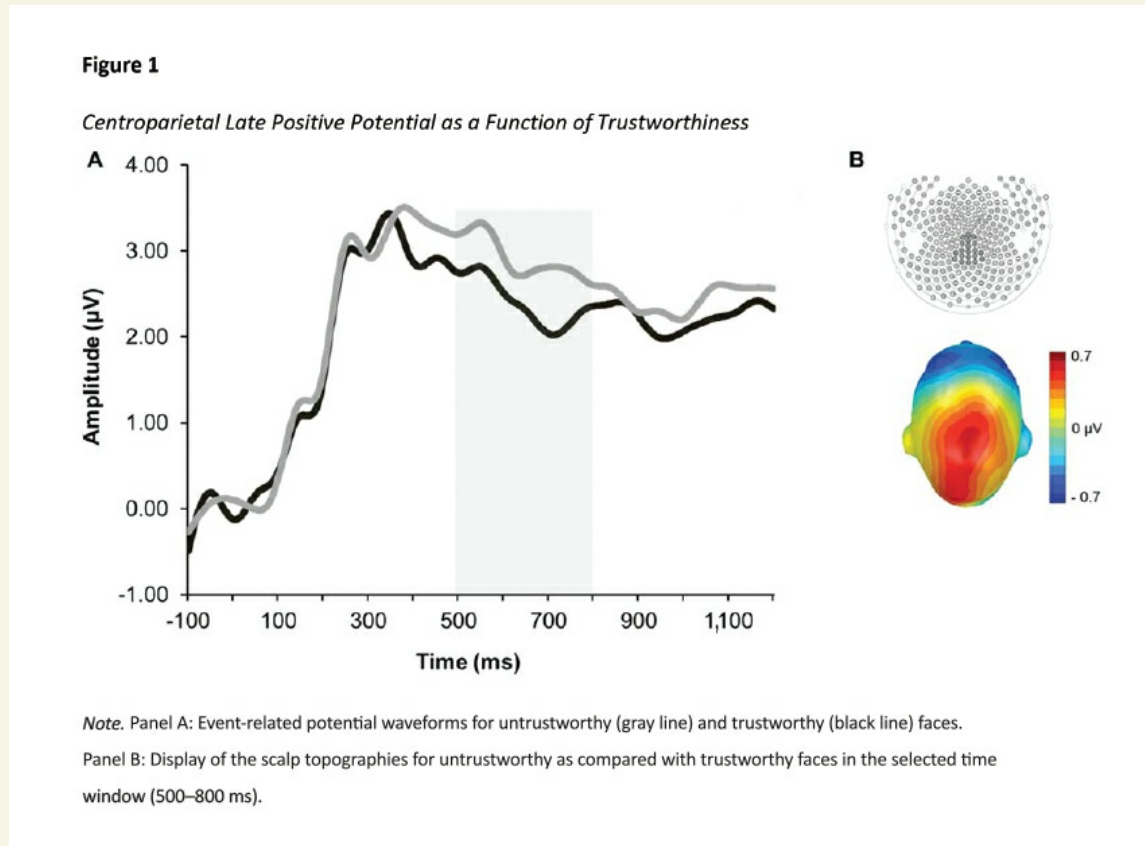 Figure 1
Centroparietal Late Positive Potential as a Function of Trustworthiness
A
4.00
3.00
2.00
1.00
0.00
-1.00
Amplitude (µV)
-100 100 300 500 700 900 1,100
Time (ms)
B
0.7
0 µV
- 0.7
Note. Panel A: Event-related potential waveforms for untrustworthy (gray line) and trustworthy (black line) faces.
Panel B: Display of the scalp topographies for untrustworthy as compared with trustworthy faces in the selected time
window (500–800 ms).